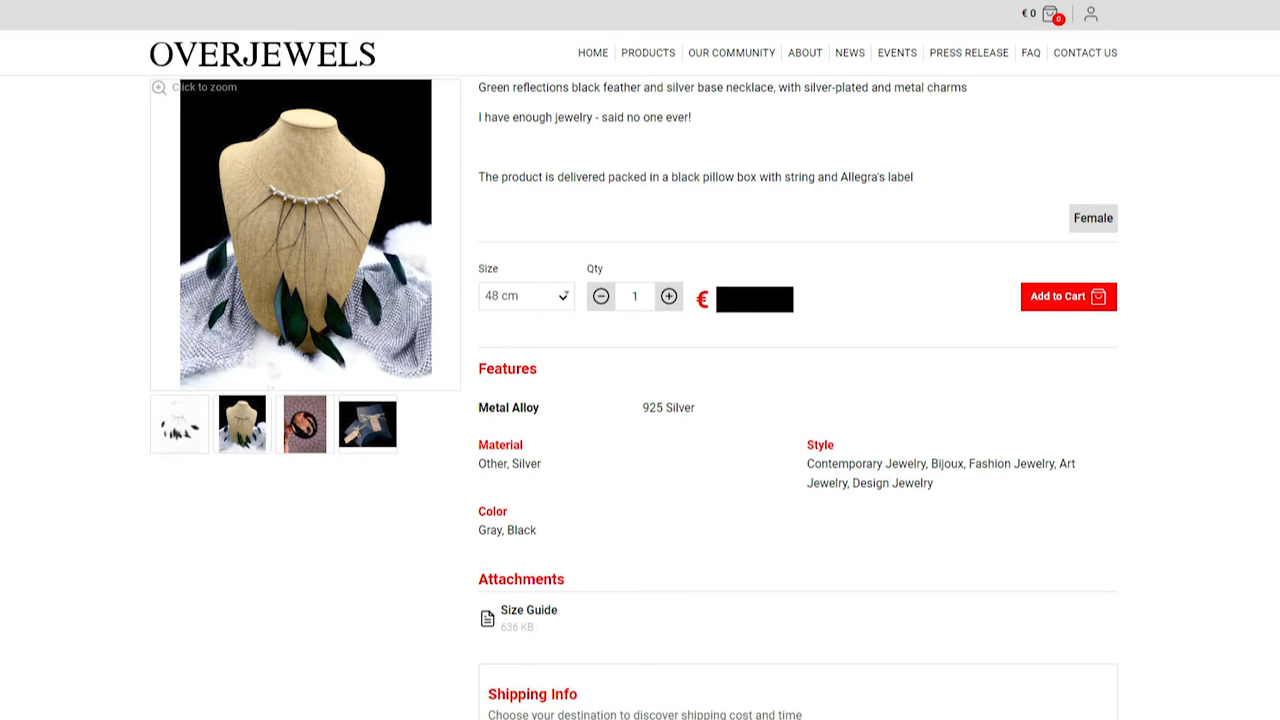 € 0
0
OVERJEWELS
HOME
PRODUCTS
OUR COMMUNITY
ABOUT
NEWS
EVENTS
PRESS RELEASE
FAQ
CONTACT US
Click to zoom
Green reflections black feather and silver base necklace, with silver-plated and metal charms
I have enough jewelry - said no one ever!
The product is delivered packed in a black pillow box with string and Allegra's label
Female
Size
Qty
48 cm
1
€
Add to Cart
Features
Metal Alloy
925 Silver
Material
Other, Silver
Style
Contemporary Jewelry, Bijoux, Fashion Jewelry, Art
Jewelry, Design Jewelry
Color
Gray, Black
Attachments
Size Guide
636 KB
Shipping Info
Choose your destination to discover shipping cost and time